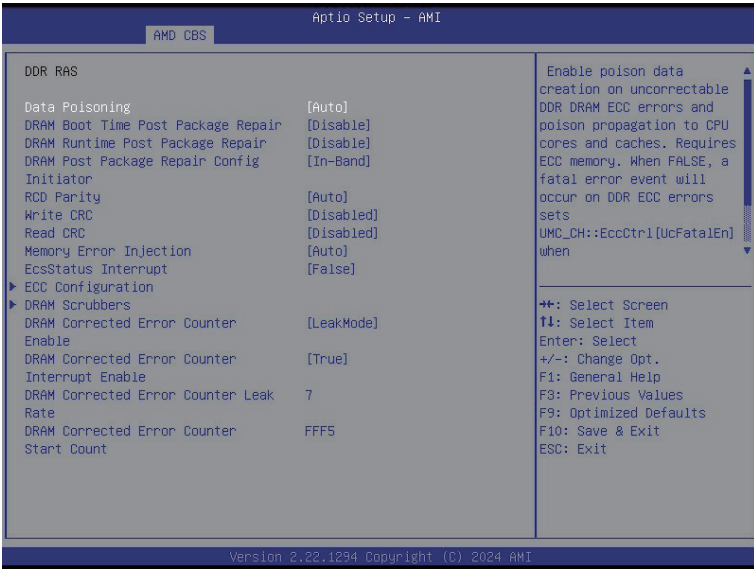 Aptio Setup - AMI
AMD CBS
DDR RAS
Data Poisoning [Auto]
DRAM Boot Time Post Package Repair [Disable]
DRAM Runtime Post Package Repair [Disable]
DRAM Post Package Repair Config [In-Band]
Initiator
RCD Parity [Auto]
Write CRC [Disabled]
Read CRC [Disabled]
Memory Error Injection [Auto]
EcsStatus Interrupt [False]
ECC Configuration
DRAM Scrubbers
DRAM Corrected Error Counter [LeakMode]
Enable
DRAM Corrected Error Counter [True]
Interrupt Enable
DRAM Corrected Error Counter Leak 7
Rate
DRAM Corrected Error Counter FFF5
Start Count
Enable poison data
creation on uncorrectable
DDR DRAM ECC errors and
poison propagation to CPU
cores and caches. Requires
ECC memory. When FALSE, a
fatal error event will
occur on DDR ECC errors
sets
UMC_CH::EccCtrl[UcFatalEn]
when
→←: Select Screen
↑↓: Select Item
Enter: Select
+/-: Change Opt.
F1: General Help
F3: Previous Values
F9: Optimized Defaults
F10: Save & Exit
ESC: Exit
Version 2.22.1294 Copyright (C) 2024 AMI